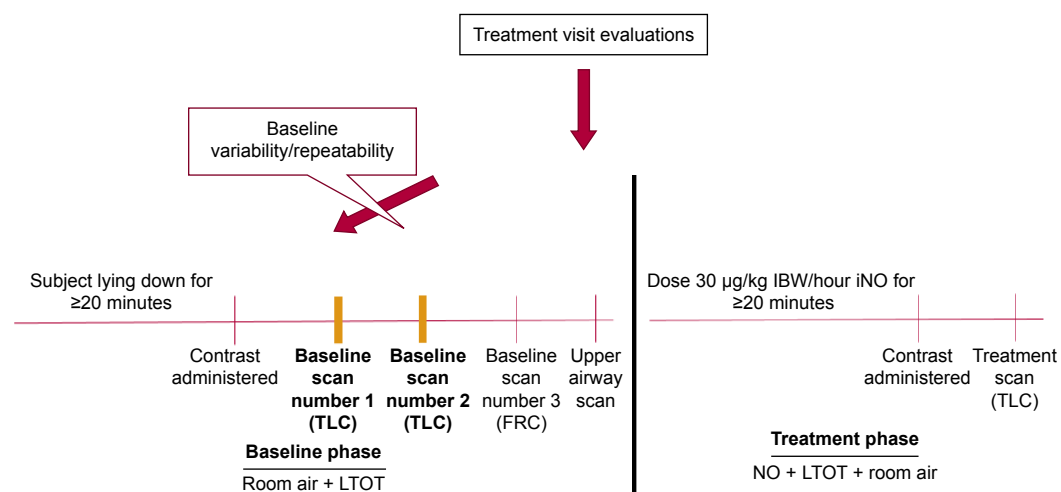 Treatment visit evaluations
Baseline
variability/repeatability
Subject lying down for
≥20 minutes
Dose 30 µg/kg IBW/hour iNO for
≥20 minutes
Contrast
administered
Baseline
scan
number 1
(TLC)
Baseline
scan
number 2
(TLC)
Baseline
scan
number 3
(FRC)
Upper
airway
scan
Contrast
administered
Treatment
scan
(TLC)
Baseline phase
Room air + LTOT
Treatment phase
NO + LTOT + room air